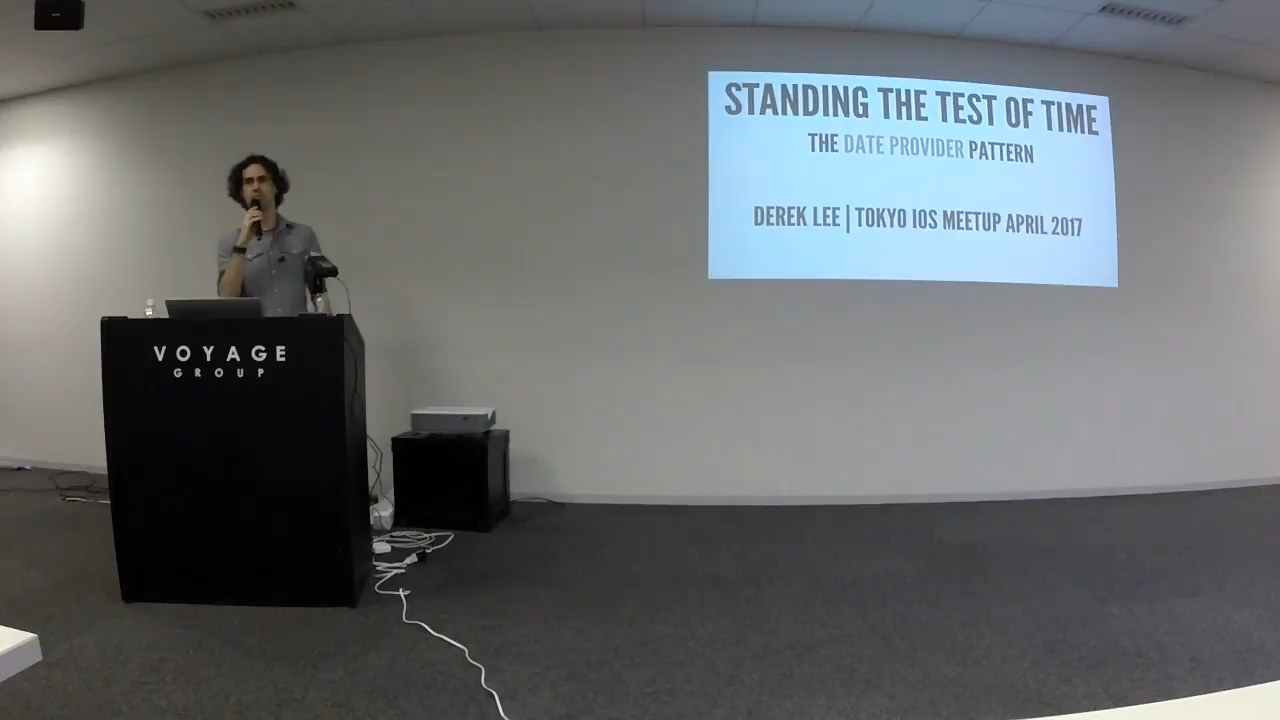 STANDING THE TEST OF TIME
THE DATE PROVIDER PATTERN
DEREK LEE | TOKYO IOS MEETUP APRIL 2017
VOYAGE
GROUP